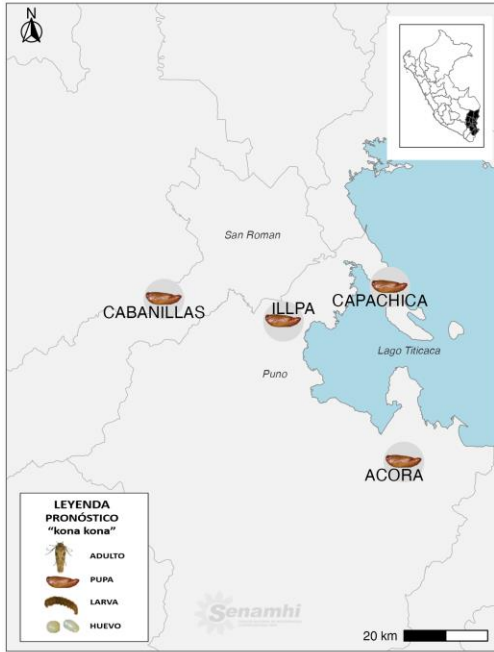 N
San Roman
CABANILLAS
ILLPA
CAPACHICA
Lago Titicaca
Puno
ACORA
LEYENDA
PRONÓSTICO
“kona kona”
ADULTO
PUPA
LARVA
HUEVO
Senamhi
20 km